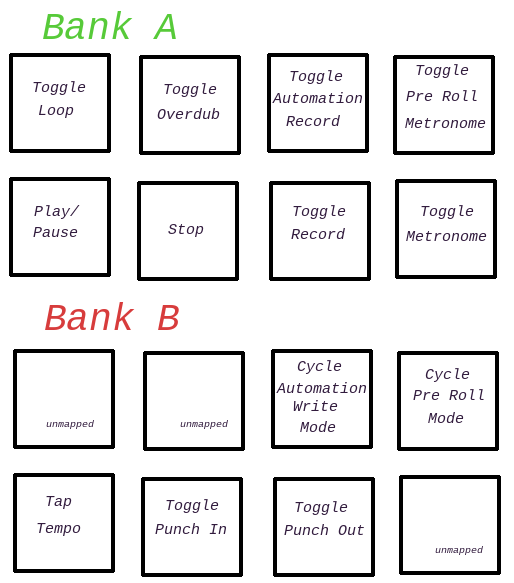 Bank A
Toggle
Loop
Toggle
Overdub
Toggle
Automation
Record
Toggle
Pre Roll
Metronome
Play/
Pause
Stop
Toggle
Record
Toggle
Metronome
Bank B
unmapped
unmapped
Cycle
Automation
Write
Mode
Cycle
Pre Roll
Mode
Tap
Tempo
Toggle
Punch In
Toggle
Punch Out
unmapped